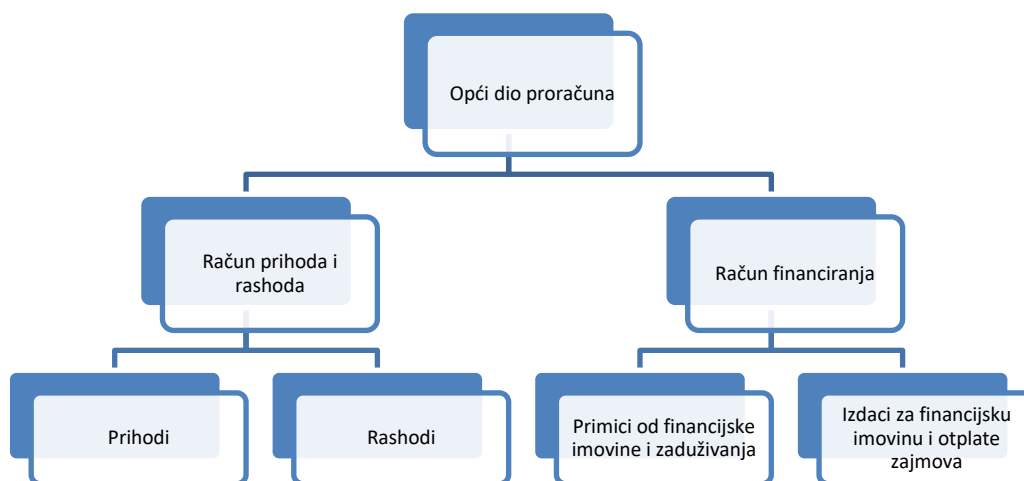 Opći dio proračuna
Račun prihoda i
rashoda
Račun financiranja
Prihodi
Rashodi
Primici od financijske
imovine i zaduživanja
Izdaci za financijsku
imovinu i otplate
zajmova